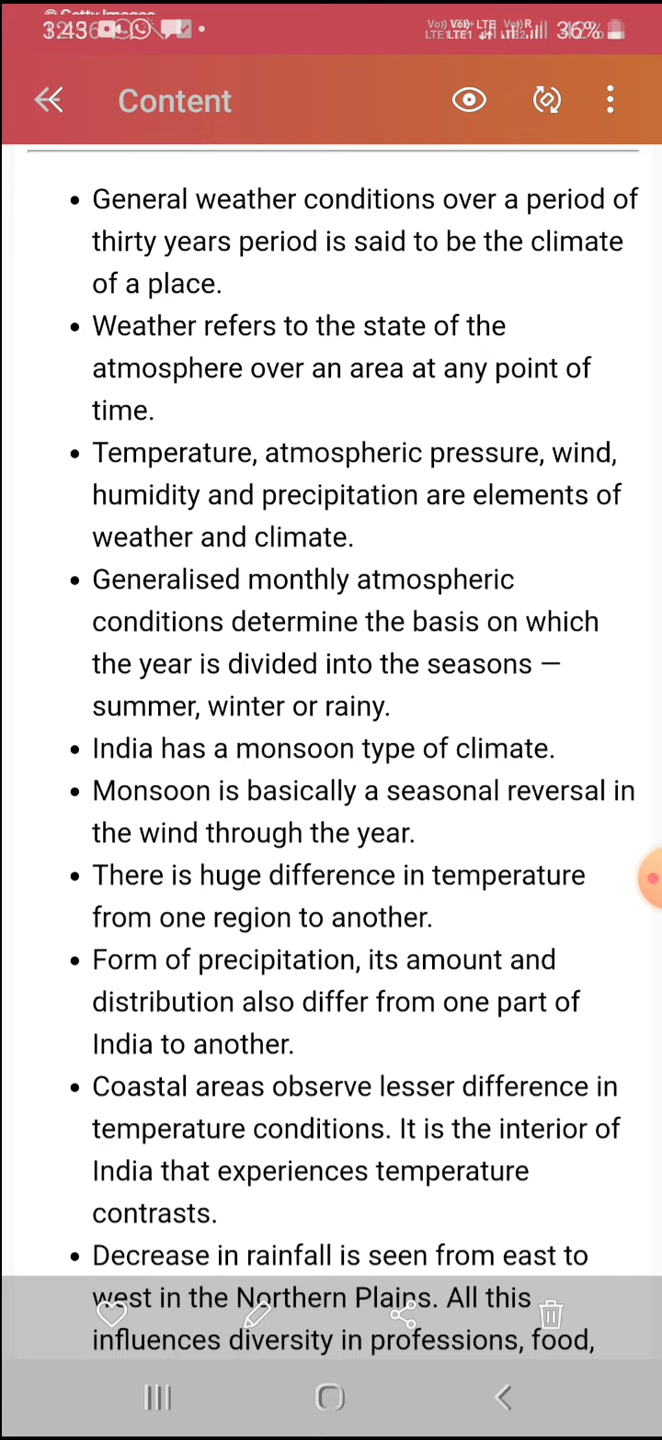 © Getty Images
36%
Content
• General weather conditions over a period of
thirty years period is said to be the climate
of a place.
• Weather refers to the state of the
atmosphere over an area at any point of
time.
• Temperature, atmospheric pressure, wind,
humidity and precipitation are elements of
weather and climate.
• Generalised monthly atmospheric
conditions determine the basis on which
the year is divided into the seasons —
summer, winter or rainy.
• India has a monsoon type of climate.
• Monsoon is basically a seasonal reversal in
the wind through the year.
• There is huge difference in temperature
from one region to another.
• Form of precipitation, its amount and
distribution also differ from one part of
India to another.
• Coastal areas observe lesser difference in
temperature conditions. It is the interior of
India that experiences temperature
contrasts.
• Decrease in rainfall is seen from east to
west in the Northern Plains. All this
influences diversity in professions, food,